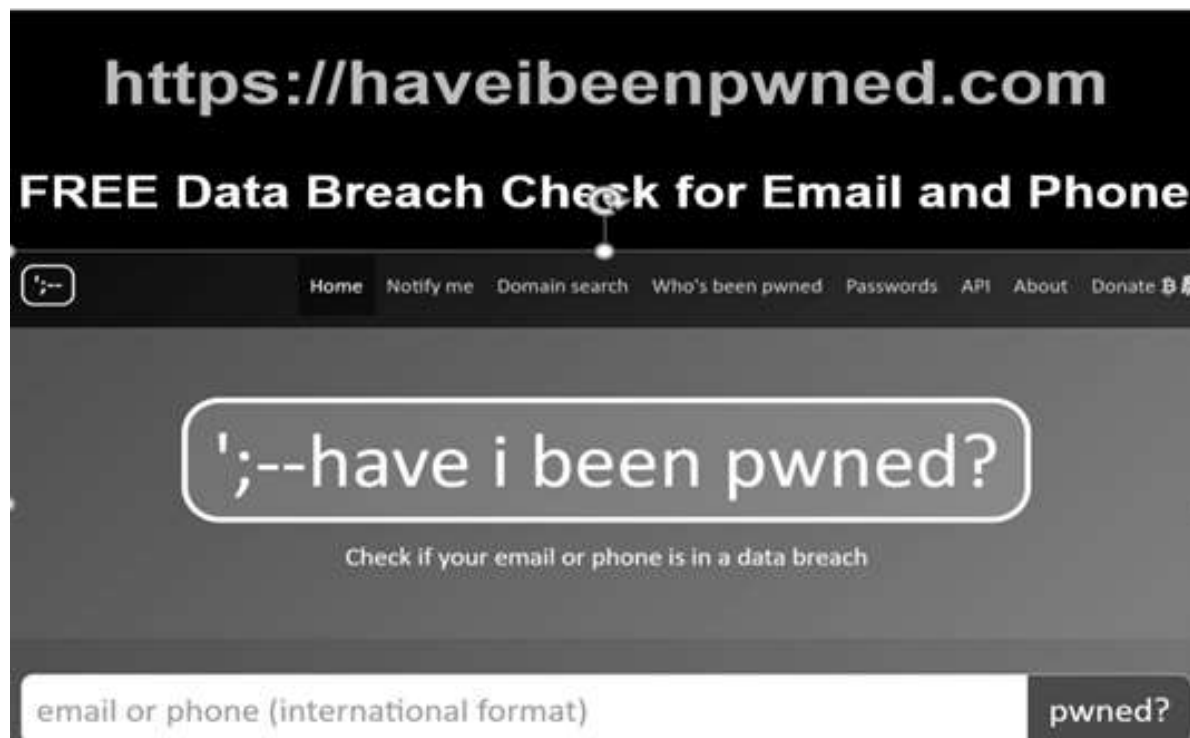 https://haveibeenpwned.com
FREE Data Breach Check for Email and Phone
';--
Home Notify me Domain search Who's been pwned Passwords API About Donate
';--have i been pwned?
Check if your email or phone is in a data breach
email or phone (international format) pwned?